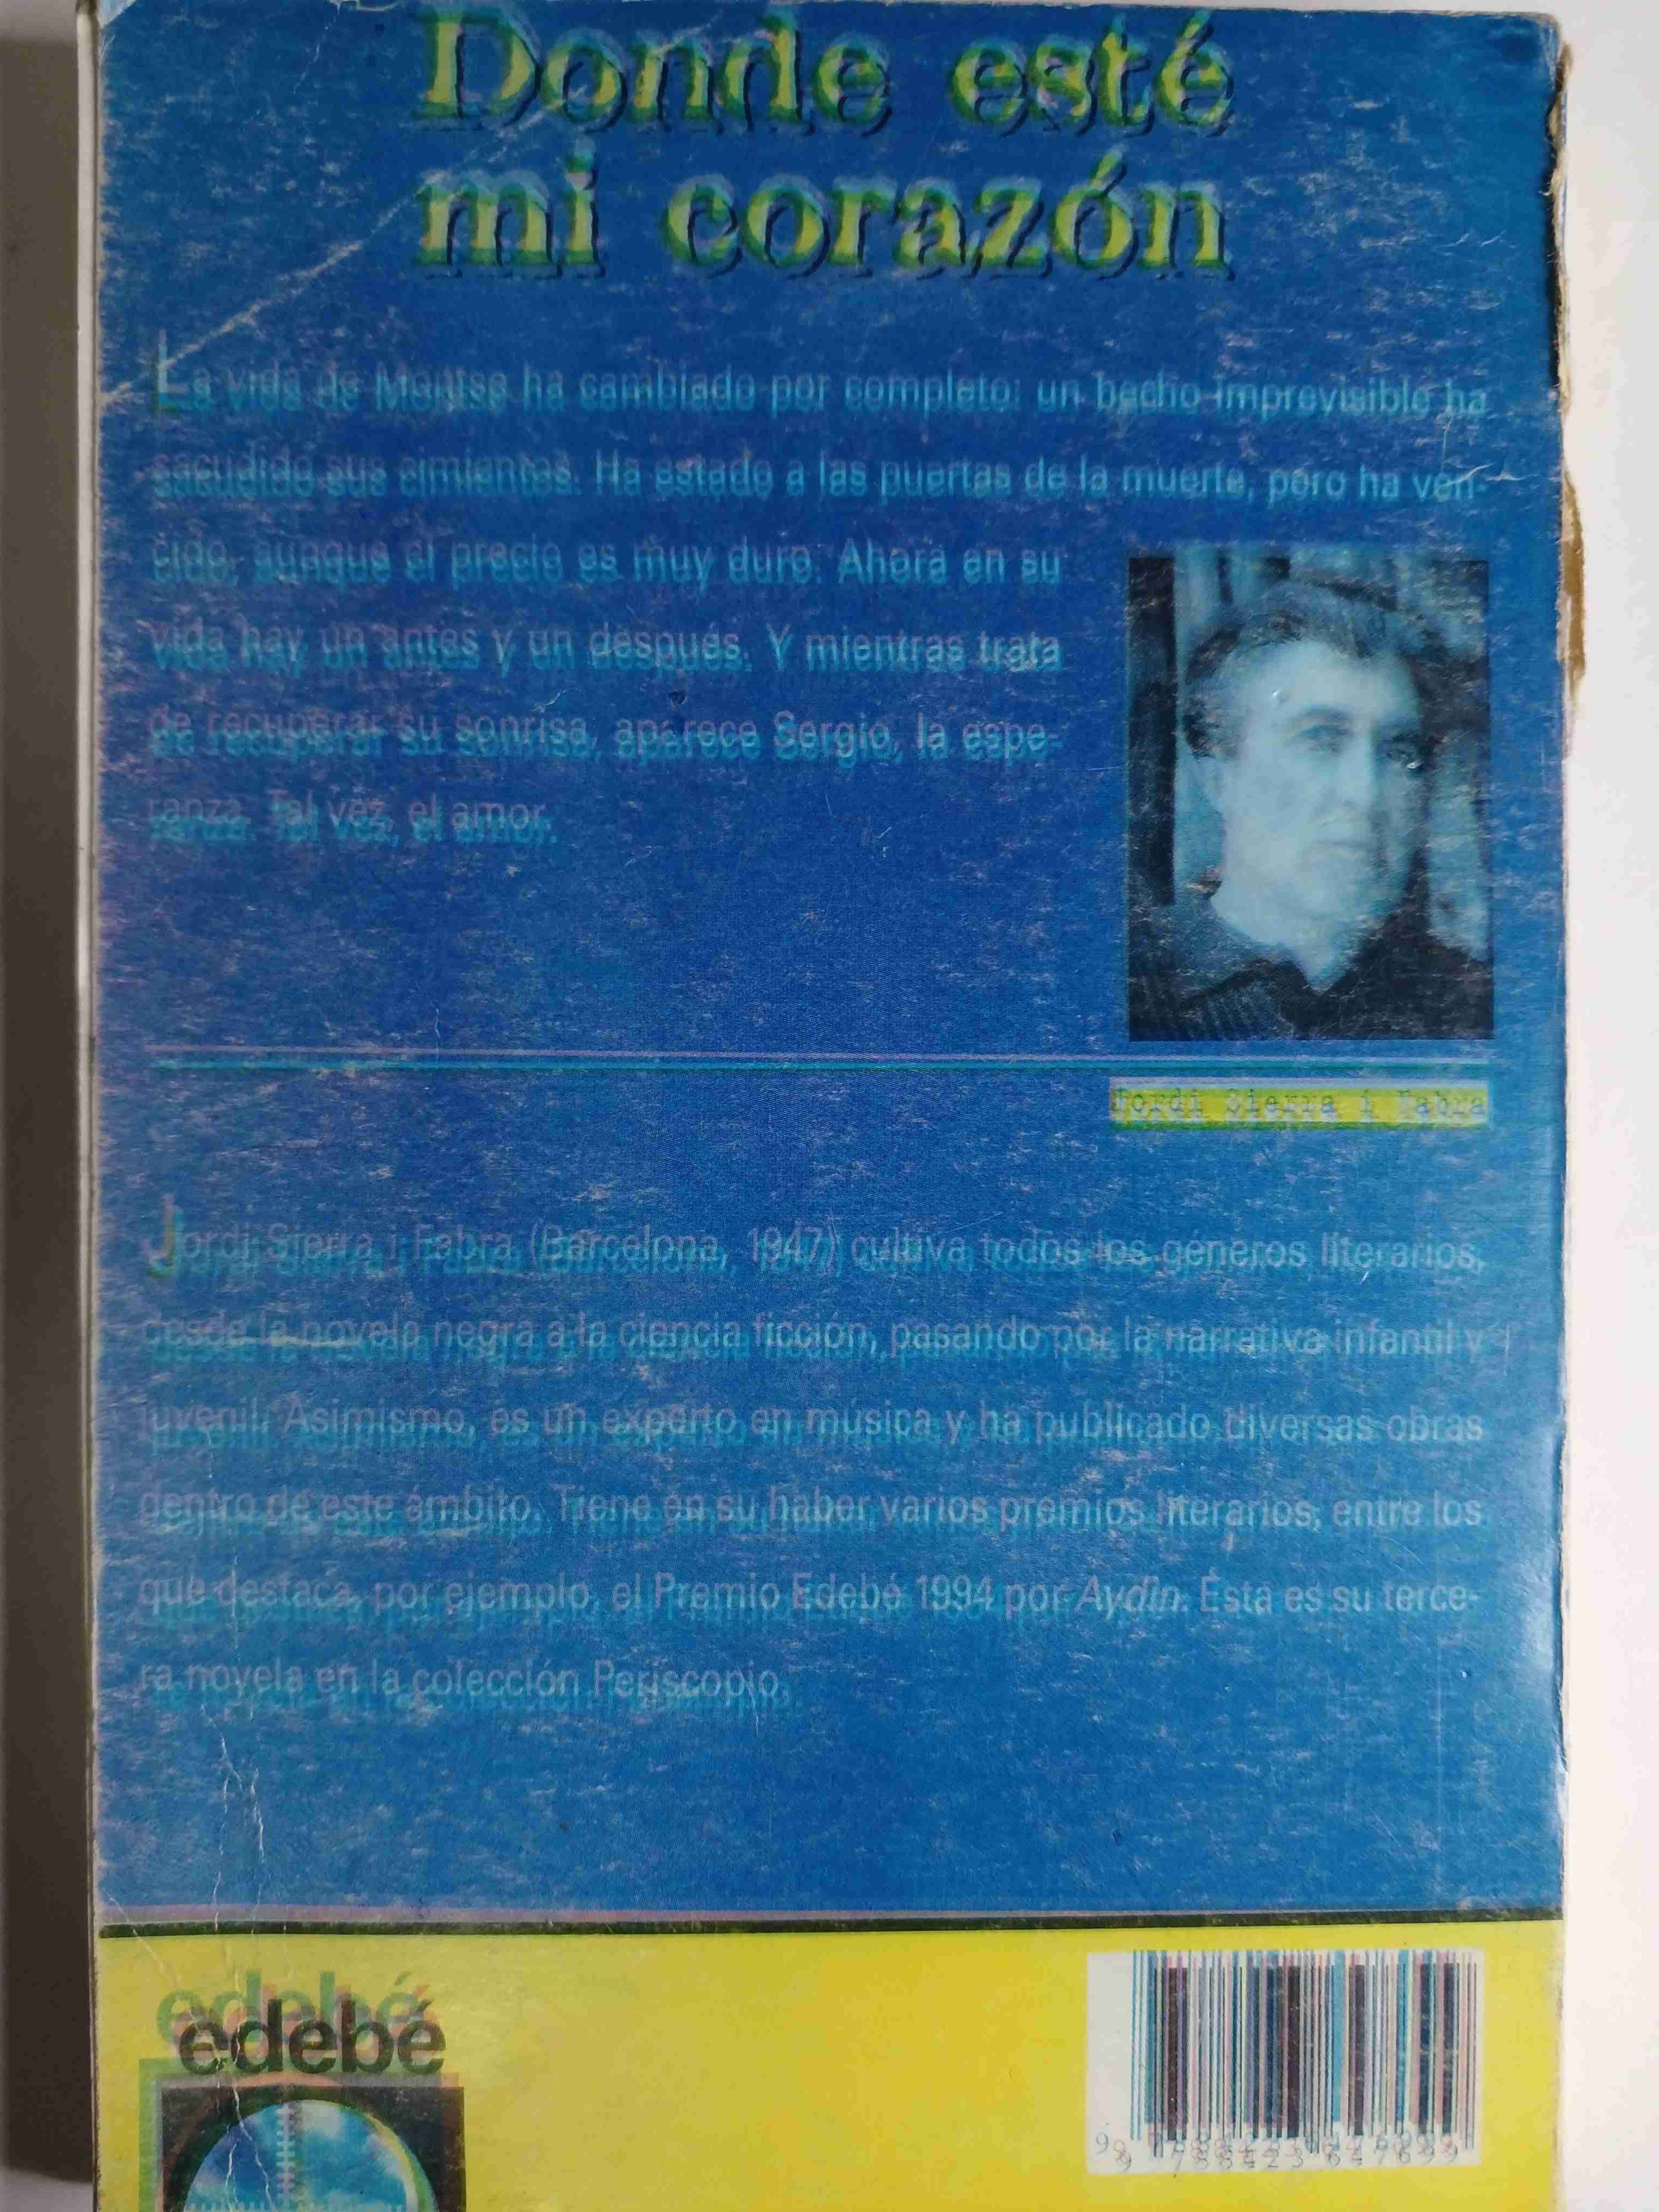 Donde esté
mi corazón
La vida de Montse ha cambiado por completo: un hecho imprevisible ha
sacudido sus cimientos. Ha estado a las puertas de la muerte, pero ha ven-
cido, aunque el precio es muy duro. Ahora en su
vida hay un antes y un después. Y mientras trata
de recuperar su sonrisa, aparece Sergio, la espe-
ranza. Tal vez, el amor.
Jordi Sierra i Fabra
Jordi Sierra i Fabra (Barcelona, 1947) cultiva todos los géneros literarios,
desde la novela negra a la ciencia ficción, pasando por la narrativa infantil y
juvenil. Asimismo, es un experto en música y ha publicado diversas obras
dentro de este ámbito. Tiene en su haber varios premios literarios, entre los
que destaca, por ejemplo, el Premio Edebé 1994 por Aydin. Ésta es su terce-
ra novela en la colección Periscopio.
edebé